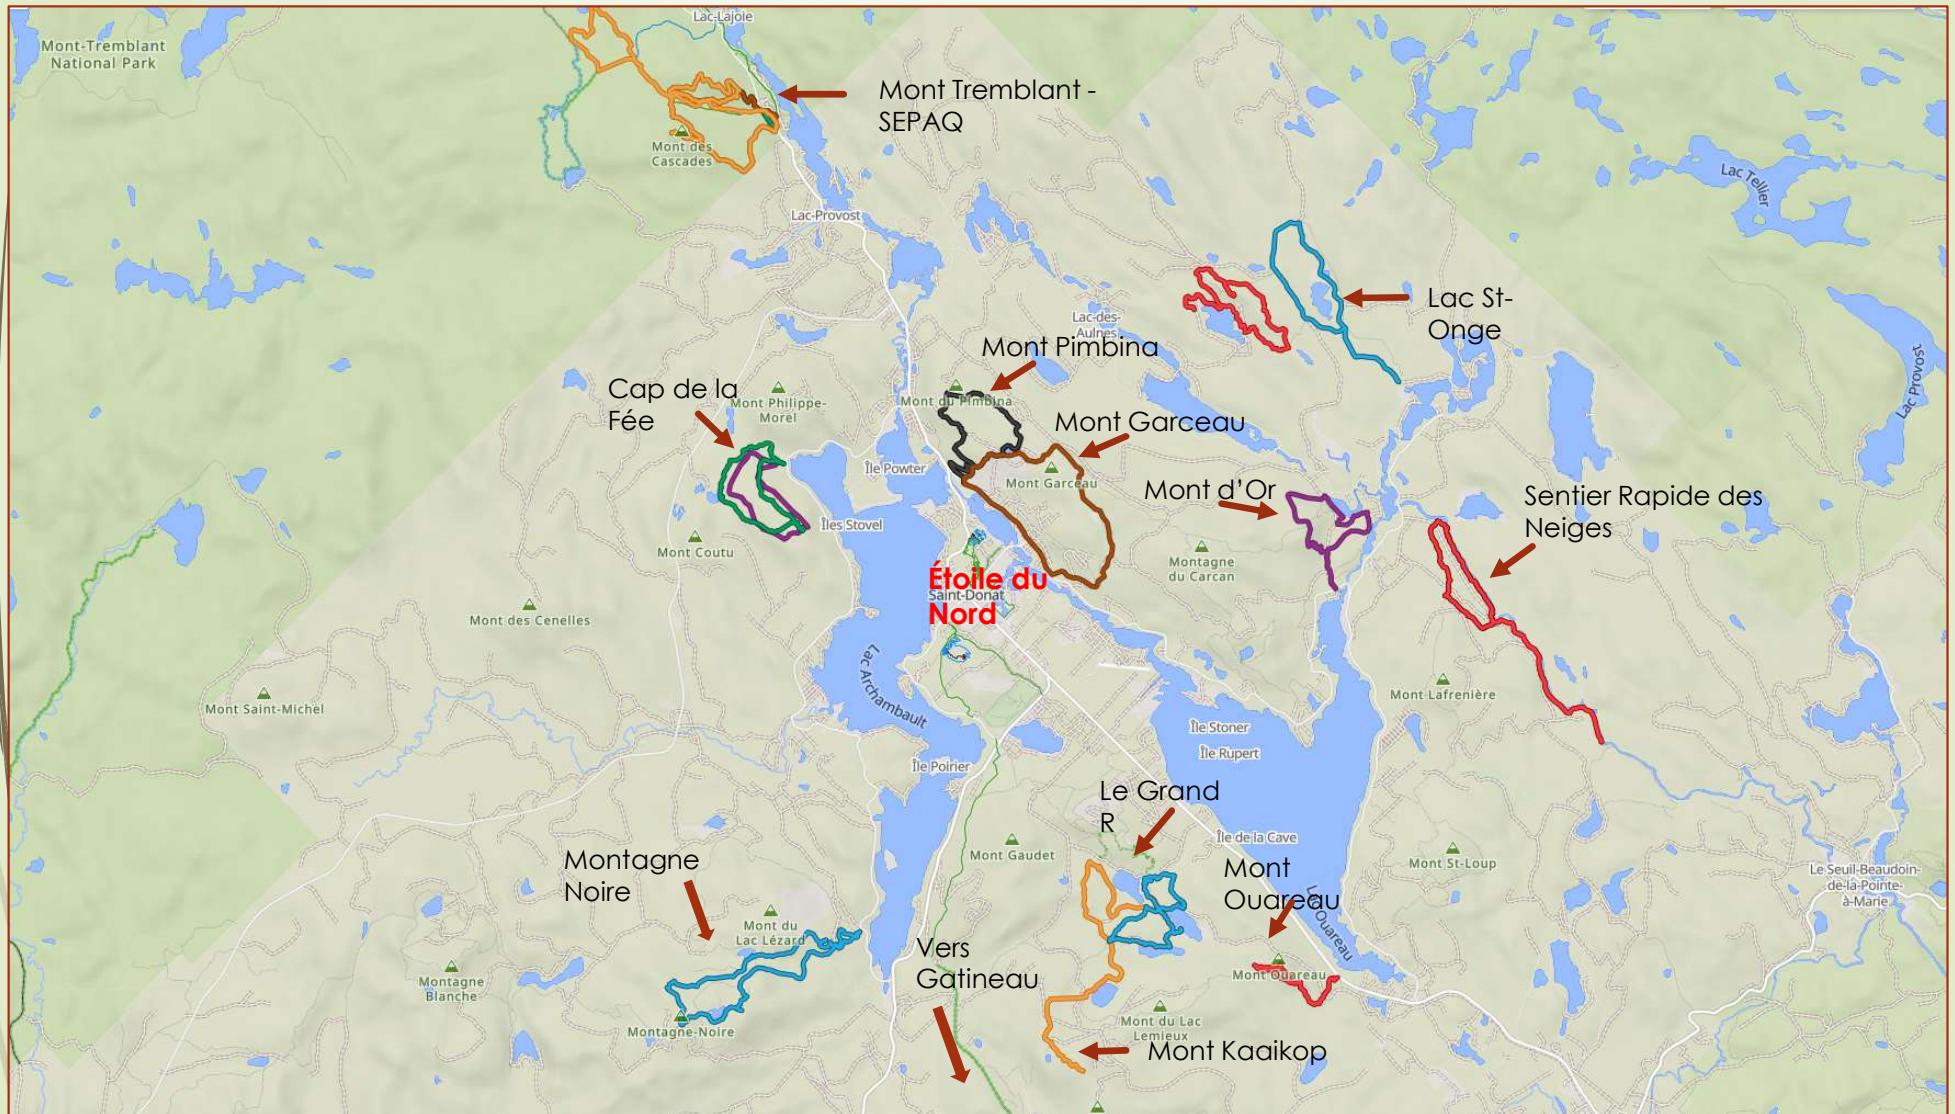 Lac-Lajoie
Mont-Tremblant
National Park
Mont Tremblant -
SEPAQ
Mont des
Cascades
Lac Tellier
Lac-Provost
Lac St-
Onge
Lac-des-
Aulnes
Mont Pimbina
Lac Provost
Cap de la
Fée
Mont Philippe-
Morel
Mont du Pimbina
Mont Garceau
Île Powter
Mont Garceau
Mont d'Or
Sentier Rapide des
Neiges
Îles Stovel
Mont Coutu
Montagne
du Carcan
Étoile du
Nord
Saint-Donat
Mont des Cenelles
Lac Archambault
Mont Lafrenière
Mont Saint-Michel
Île Stoner
Île Rupert
Île Poirier
Le Grand
R
Île de la Cave
Mont Gaudet
Montagne
Noire
Mont
Ouareau
Mont St-Loup
Le Seuil-Beaudoin-
de-la-Pointe-
à-Marie
Lac Ouareau
Mont du
Lac Lézard
Vers
Gatineau
Montagne
Blanche
Mont Ouareau
Montagne-Noire
Mont du Lac
Lemieux
Mont Kaaikop